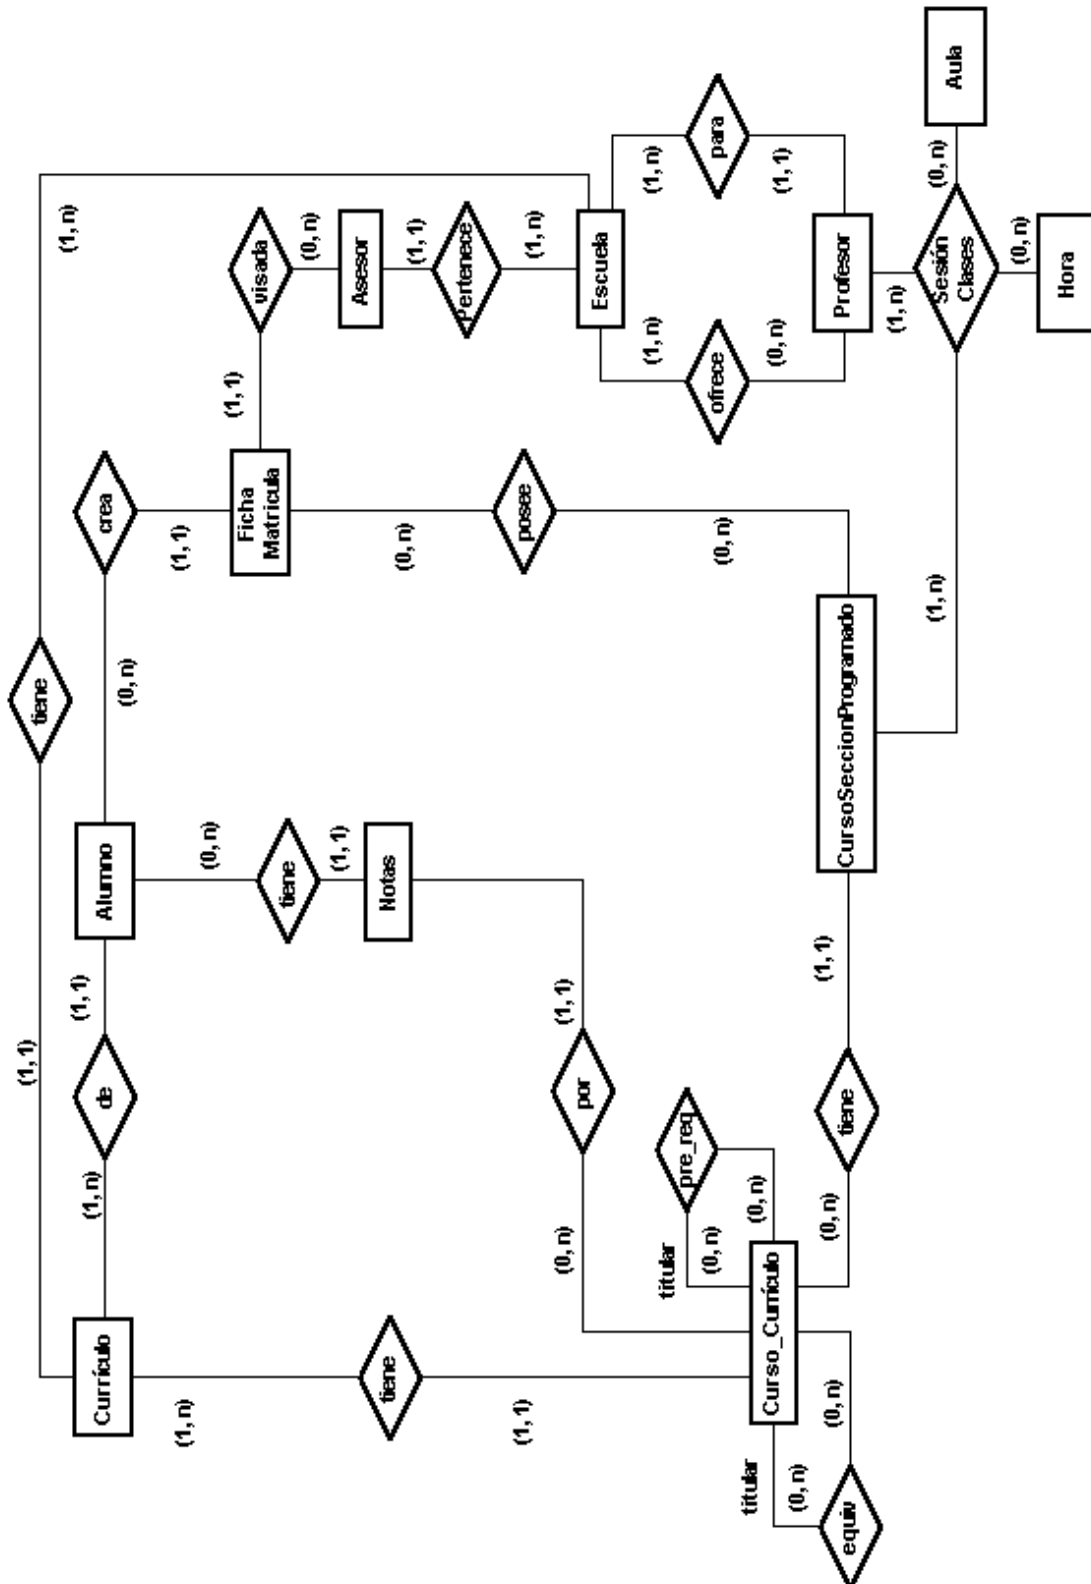 (1, 1)
tiene
(1, n)
(1, 1)
(1, n)
Currículo
de
Alumno
crea
(0, n)
(1, n)
(1, 1)
(0, n)
(1, 1)
Ficha
Matrícula
visada
tiene
(0, n)
(1, 1)
Asesor
tiene
Notas
(0, n)
(1, 1)
Pertenece
(1, 1)
posee
(1, n)
(0, n)
(1, 1)
por
Escuela
(1, n)
(1, n)
titular
pre_req
(0, n)
ofrece
para
(0, n)
titular
(0, n)
Curso_Currículo
(0, n)
(1, 1)
(0, n)
(0, n)
(0, n)
(1, 1)
CursoSeccionProgramado
Profesor
equiv
tiene
(1, n)
(1, n)
Sesión
Clases
(0, n)
Aula
(0, n)
Hora